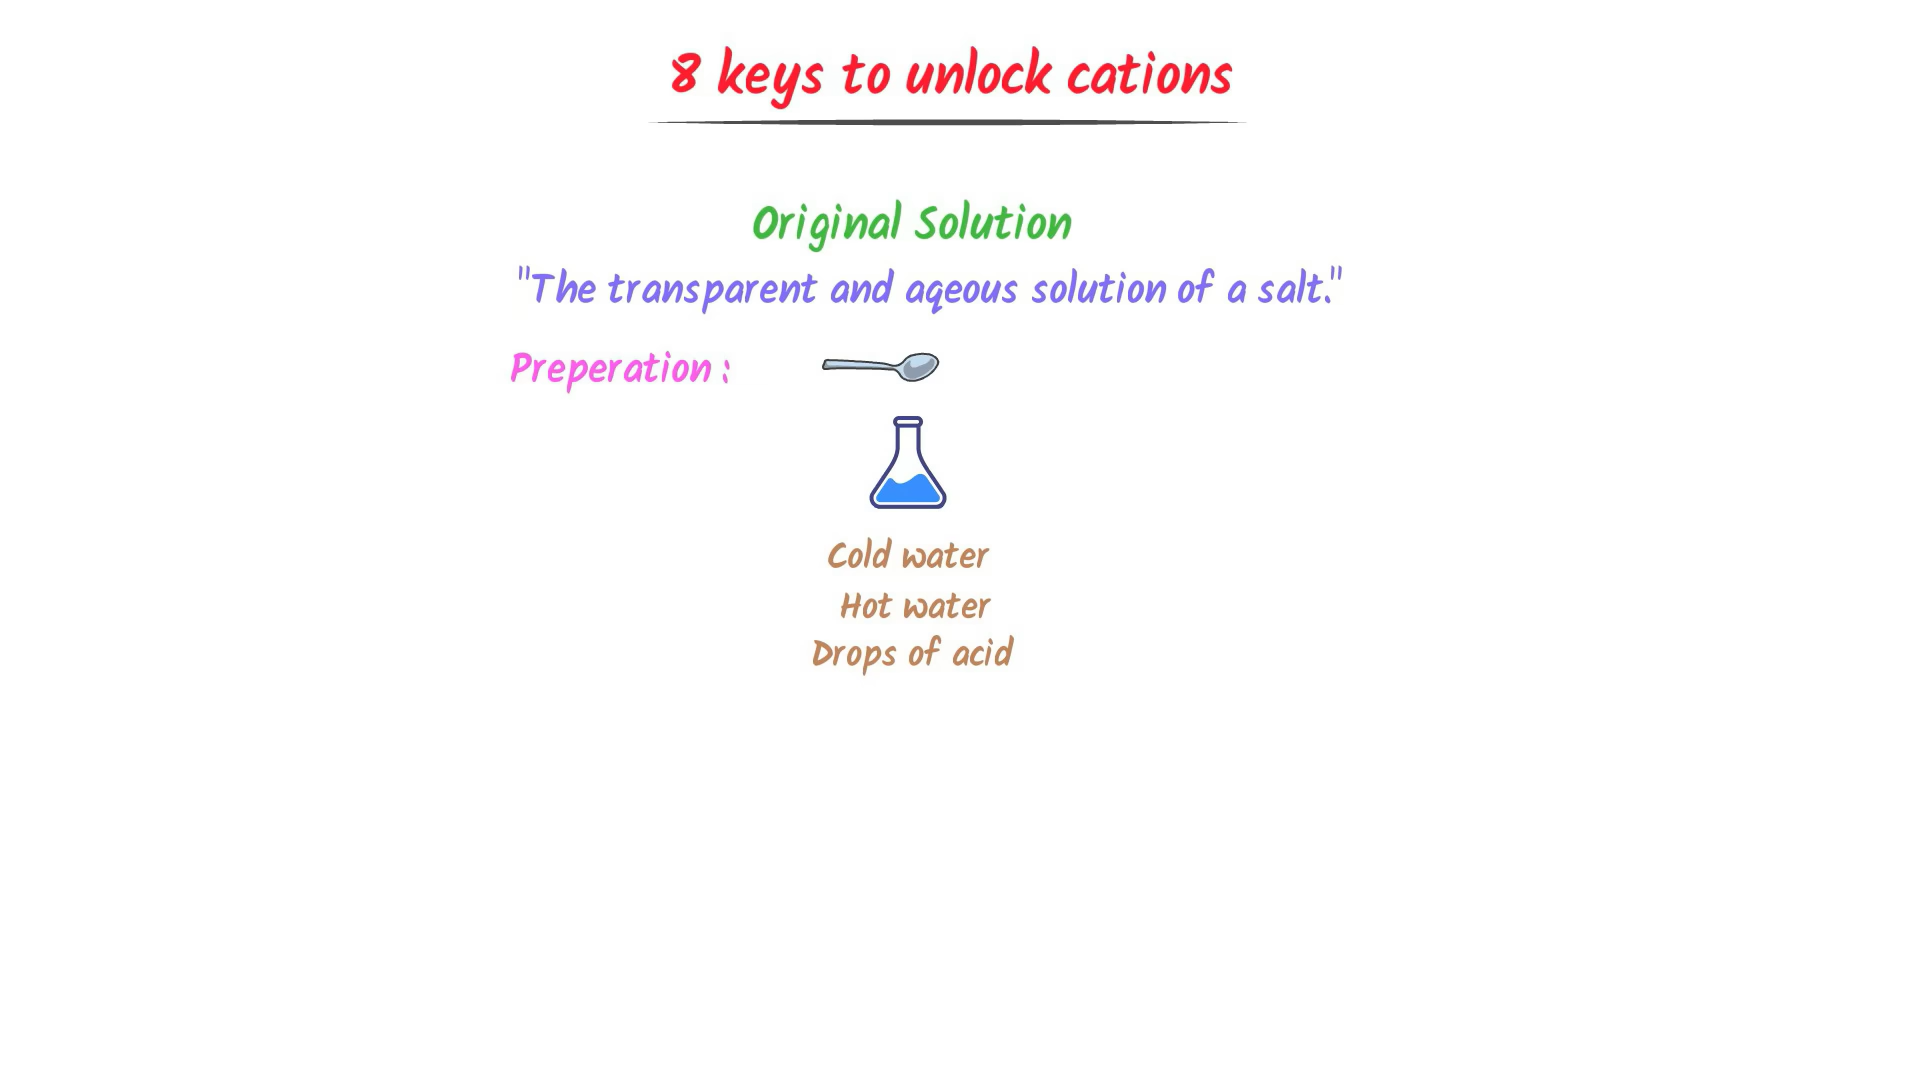 8 keys to unlock cations
Original Solution
"The transparent and aqeous solution of a salt."
Preperation :
Cold water
Hot water
Drops of acid